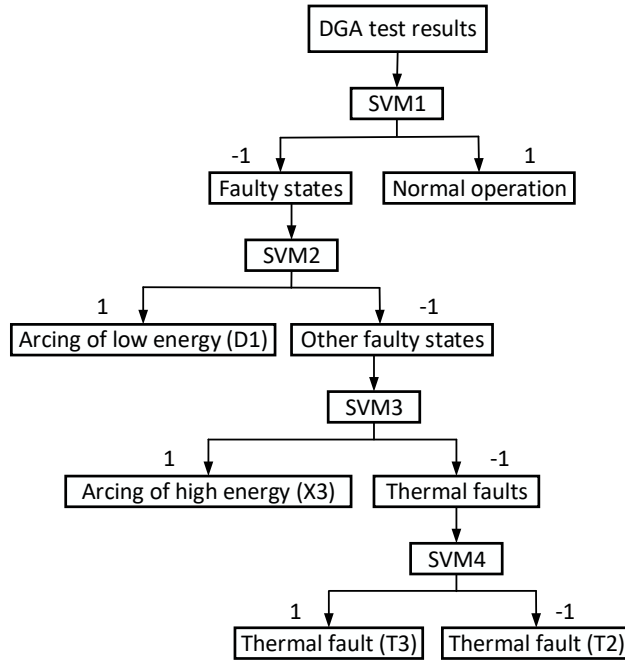 DGA test results
SVM1
-1
1
Faulty states
Normal operation
SVM2
1
-1
Arcing of low energy (D1)
Other faulty states
SVM3
1
-1
Arcing of high energy (X3)
Thermal faults
SVM4
1
-1
Thermal fault (T3)
Thermal fault (T2)